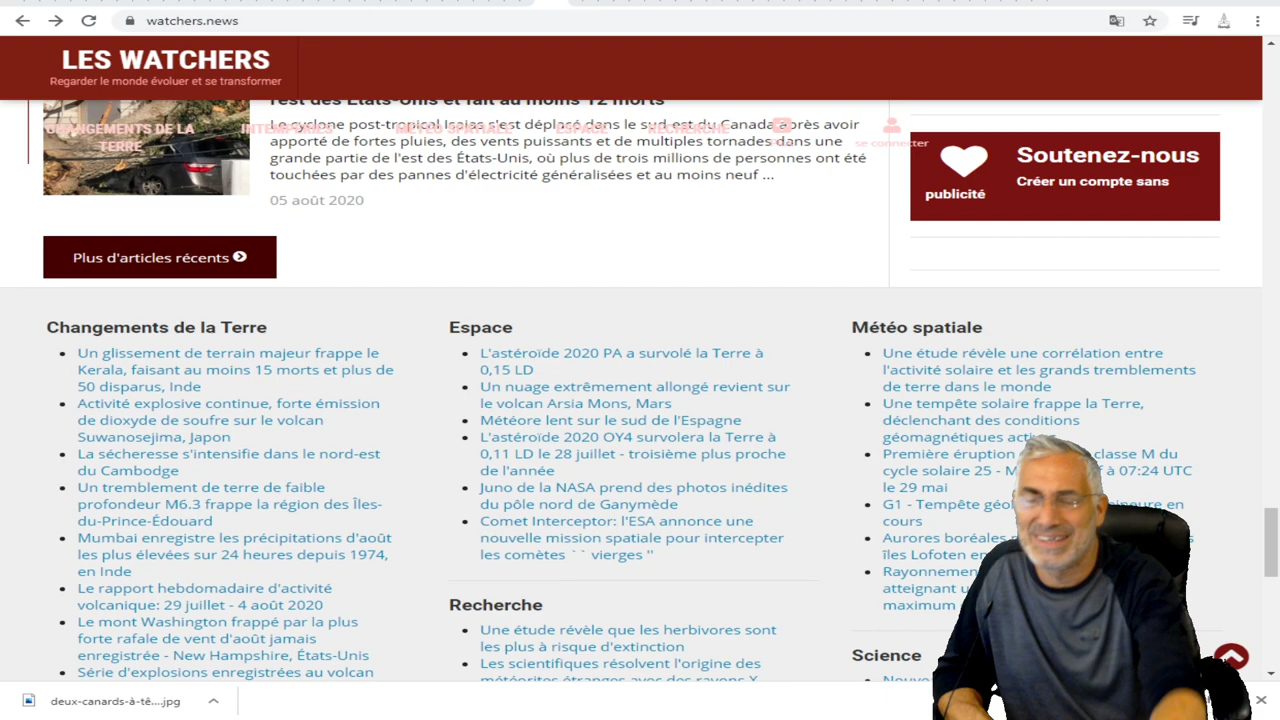 watchers.news
LES WATCHERS
Regarder le monde évoluer et se transformer
l'est des États-Unis et fait au moins 12 morts
CHANGEMENTS DE LA
TERRE
INTEMPÉRIES
MÉTÉO SPATIALE
ESPACE
RECHERCHE
se connecter
Le cyclone post-tropical Isaias s'est déplacé dans le sud-est du Canada après avoir
apporté de fortes pluies, des vents puissants et de multiples tornades dans une
grande partie de l'est des États-Unis, où plus de trois millions de personnes ont été
touchées par des pannes d'électricité généralisées et au moins neuf ...
05 août 2020
Soutenez-nous
Créer un compte sans
publicité
Plus d'articles récents
Changements de la Terre
Un glissement de terrain majeur frappe le
Kerala, faisant au moins 15 morts et plus de
50 disparus, Inde
Activité explosive continue, forte émission
de dioxyde de soufre sur le volcan
Suwanosejima, Japon
La sécheresse s'intensifie dans le nord-est
du Cambodge
Un tremblement de terre de faible
profondeur M6.3 frappe la région des Îles-
du-Prince-Édouard
Mumbai enregistre les précipitations d'août
les plus élevées sur 24 heures depuis 1974,
en Inde
Le rapport hebdomadaire d'activité
volcanique: 29 juillet - 4 août 2020
Le mont Washington frappé par la plus
forte rafale de vent d'août jamais
enregistrée - New Hampshire, États-Unis
Série d'explosions enregistrées au volcan
Espace
L'astéroïde 2020 PA a survolé la Terre à
0,15 LD
Un nuage extrêmement allongé revient sur
le volcan Arsia Mons, Mars
Météore lent sur le sud de l'Espagne
L'astéroïde 2020 OY4 survolera la Terre à
0,11 LD le 28 juillet - troisième plus proche
de l'année
Juno de la NASA prend des photos inédites
du pôle nord de Ganymède
Comet Interceptor: l'ESA annonce une
nouvelle mission spatiale pour intercepter
les comètes `` vierges ''
Recherche
Une étude révèle que les herbivores sont
les plus à risque d'extinction
Les scientifiques résolvent l'origine des
météorites étranges avec des rayons X
Météo spatiale
Une étude révèle une corrélation entre
l'activité solaire et les grands tremblements
de terre dans le monde
Une tempête solaire frappe la Terre,
déclenchant des conditions
géomagnétiques
Première éruption classe M du
cycle solaire 25 - à 07:24 UTC
le 29 mai
G1 - Tempête en
cours
Aurores boréales
îles Lofoten
Rayonnement
atteignant
maximum
Science
deux-canards-à-tê....jpg